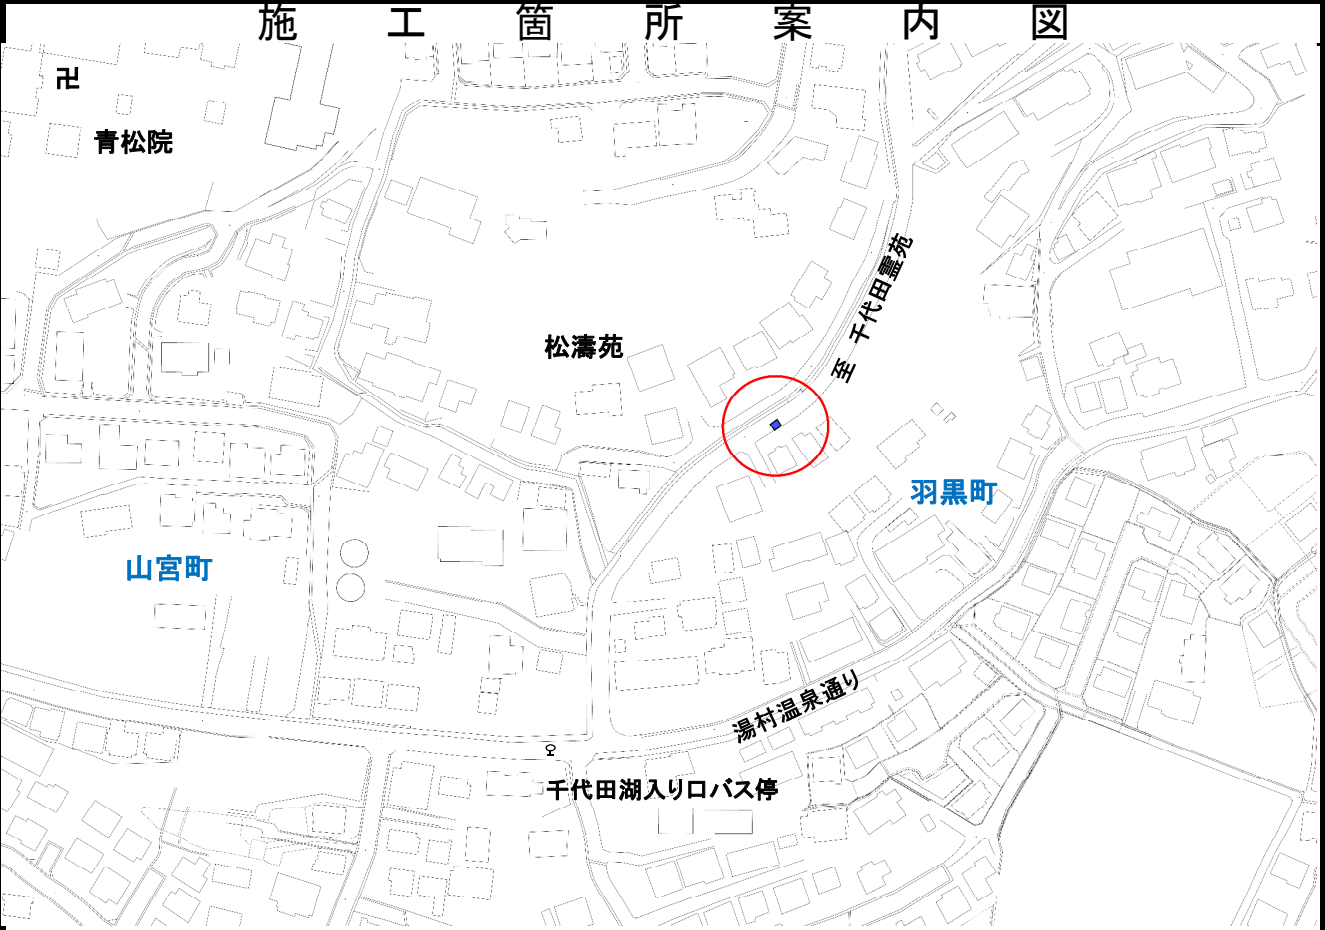 施工箇所案内図
卍
青松院
至 千代田霊苑
松濤苑
羽黒町
山宮町
湯村温泉通り
千代田湖入り口バス停